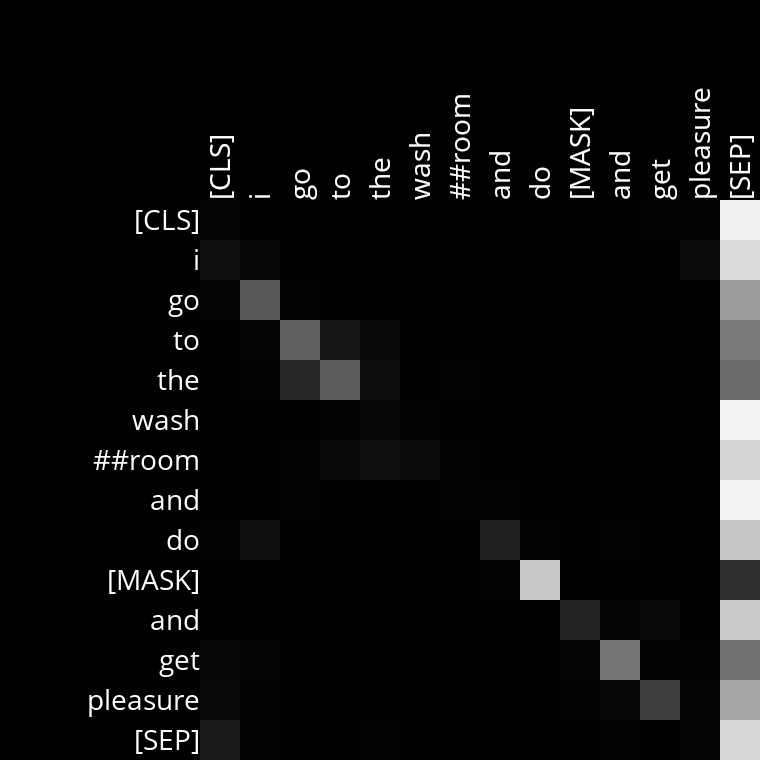 [CLS] i go to the wash ##room and do [MASK] and get pleasure [SEP]
[CLS]
i
go
to
the
wash
##room
and
do
[MASK]
and
get
pleasure
[SEP]